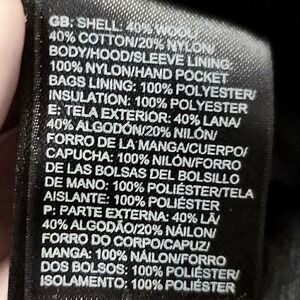 GB: SHELL: 40% WOOL/
40% COTTON/20% NYLON/
BODY/HOOD/SLEEVE LINING:
100% NYLON/HAND POCKET
BAGS LINING: 100% POLYESTER/
INSULATION: 100% POLYESTER
E: TELA EXTERIOR: 40% LANA/
40% ALGODÓN/20% NILÓN/
FORRO DE LA MANGA/CUERPO/
CAPUCHA: 100% NILÓN/FORRO
DE LAS BOLSAS DEL BOLSILLO
DE MANO: 100% POLIÉSTER/TELA
AISLANTE: 100% POLIÉSTER
P: PARTE EXTERNA: 40% LÃ/
40% ALGODÃO/20% NÁILON/
FORRO DO CORPO/CAPUZ/
MANGA: 100% NÁILON/FORRO
DOS BOLSOS: 100% POLIÉSTER/
ISOLAMENTO: 100% POLIÉSTER